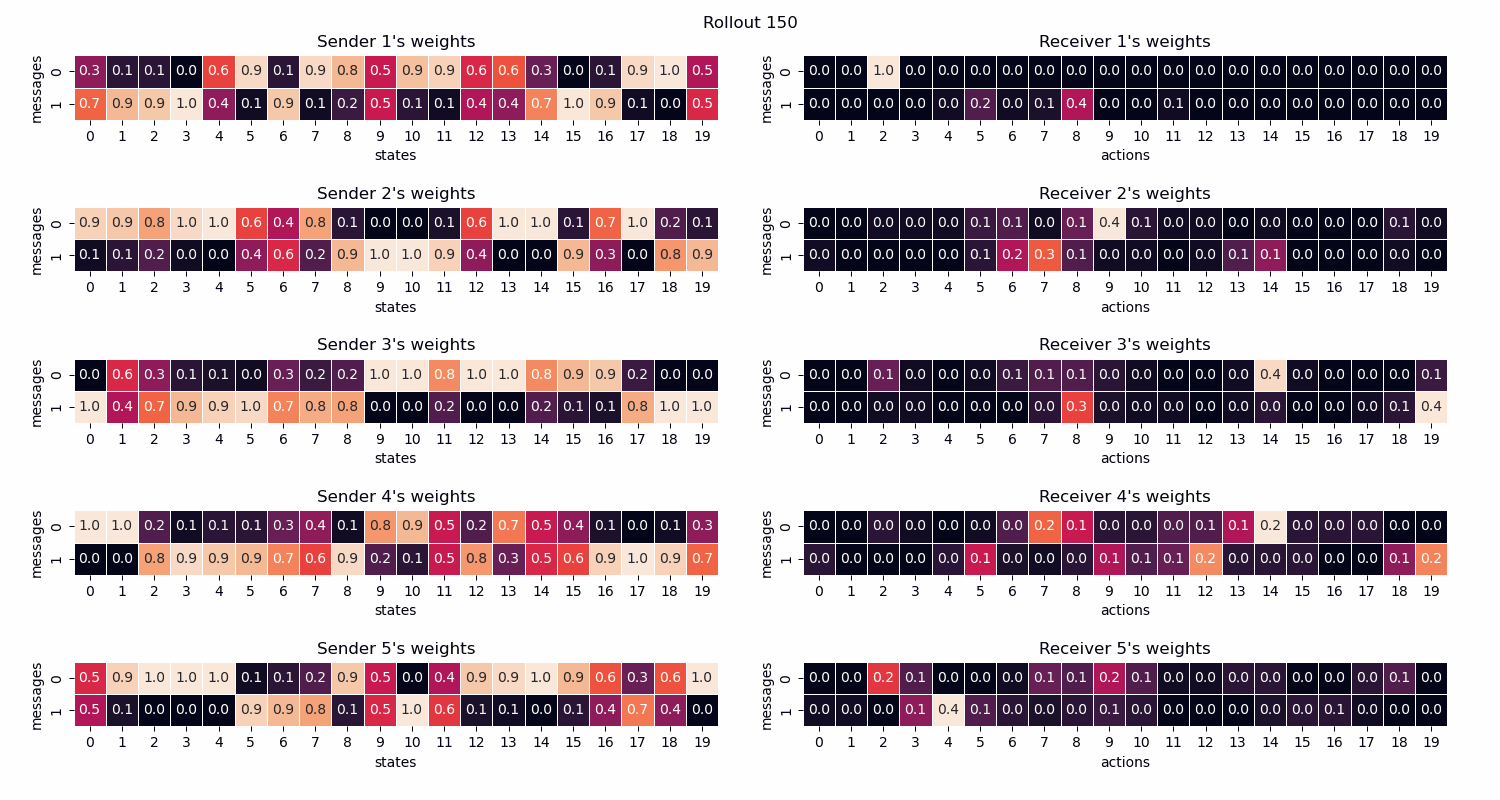 Rollout 150
Sender 1's weights
messages
0 0.3 0.1 0.1 0.0 0.6 0.9 0.1 0.9 0.8 0.5 0.9 0.9 0.6 0.6 0.3 0.0 0.1 0.9 1.0 0.5
1 0.7 0.9 0.9 1.0 0.4 0.1 0.9 0.1 0.2 0.5 0.1 0.1 0.4 0.4 0.7 1.0 0.9 0.1 0.0 0.5
0 1 2 3 4 5 6 7 8 9 10 11 12 13 14 15 16 17 18 19
states
Receiver 1's weights
messages
0 0.0 0.0 1.0 0.0 0.0 0.0 0.0 0.0 0.0 0.0 0.0 0.0 0.0 0.0 0.0 0.0 0.0 0.0 0.0 0.0
1 0.0 0.0 0.0 0.0 0.0 0.2 0.0 0.1 0.4 0.0 0.0 0.1 0.0 0.0 0.0 0.0 0.0 0.0 0.0 0.0
0 1 2 3 4 5 6 7 8 9 10 11 12 13 14 15 16 17 18 19
actions
Sender 2's weights
messages
0 0.9 0.9 0.8 1.0 1.0 0.6 0.4 0.8 0.1 0.0 0.0 0.1 0.6 1.0 1.0 0.1 0.7 1.0 0.2 0.1
1 0.1 0.1 0.2 0.0 0.0 0.4 0.6 0.2 0.9 1.0 1.0 0.9 0.4 0.0 0.0 0.9 0.3 0.0 0.8 0.9
0 1 2 3 4 5 6 7 8 9 10 11 12 13 14 15 16 17 18 19
states
Receiver 2's weights
messages
0 0.0 0.0 0.0 0.0 0.0 0.1 0.1 0.0 0.1 0.4 0.1 0.0 0.0 0.0 0.0 0.0 0.0 0.0 0.1 0.0
1 0.0 0.0 0.0 0.0 0.0 0.1 0.2 0.3 0.1 0.0 0.0 0.0 0.0 0.1 0.1 0.0 0.0 0.0 0.0 0.0
0 1 2 3 4 5 6 7 8 9 10 11 12 13 14 15 16 17 18 19
actions
Sender 3's weights
messages
0 0.0 0.6 0.3 0.1 0.1 0.0 0.3 0.2 0.2 1.0 1.0 0.8 1.0 1.0 0.8 0.9 0.9 0.2 0.0 0.0
1 1.0 0.4 0.7 0.9 0.9 1.0 0.7 0.8 0.8 0.0 0.0 0.2 0.0 0.0 0.2 0.1 0.1 0.8 1.0 1.0
0 1 2 3 4 5 6 7 8 9 10 11 12 13 14 15 16 17 18 19
states
Receiver 3's weights
messages
0 0.0 0.0 0.1 0.0 0.0 0.0 0.1 0.1 0.1 0.0 0.0 0.0 0.0 0.0 0.4 0.0 0.0 0.0 0.0 0.1
1 0.0 0.0 0.0 0.0 0.0 0.0 0.0 0.0 0.3 0.0 0.0 0.0 0.0 0.0 0.0 0.0 0.0 0.0 0.1 0.4
0 1 2 3 4 5 6 7 8 9 10 11 12 13 14 15 16 17 18 19
actions
Sender 4's weights
messages
0 1.0 1.0 0.2 0.1 0.1 0.1 0.3 0.4 0.1 0.8 0.9 0.5 0.2 0.7 0.5 0.4 0.1 0.0 0.1 0.3
1 0.0 0.0 0.8 0.9 0.9 0.9 0.7 0.6 0.9 0.2 0.1 0.5 0.8 0.3 0.5 0.6 0.9 1.0 0.9 0.7
0 1 2 3 4 5 6 7 8 9 10 11 12 13 14 15 16 17 18 19
states
Receiver 4's weights
messages
0 0.0 0.0 0.0 0.0 0.0 0.0 0.0 0.2 0.1 0.0 0.0 0.0 0.1 0.1 0.2 0.0 0.0 0.0 0.0 0.0
1 0.0 0.0 0.0 0.0 0.0 0.1 0.0 0.0 0.0 0.1 0.1 0.1 0.2 0.0 0.0 0.0 0.0 0.0 0.1 0.2
0 1 2 3 4 5 6 7 8 9 10 11 12 13 14 15 16 17 18 19
actions
Sender 5's weights
messages
0 0.5 0.9 1.0 1.0 1.0 0.1 0.1 0.2 0.9 0.5 0.0 0.4 0.9 0.9 1.0 0.9 0.6 0.3 0.6 1.0
1 0.5 0.1 0.0 0.0 0.0 0.9 0.9 0.8 0.1 0.5 1.0 0.6 0.1 0.1 0.0 0.1 0.4 0.7 0.4 0.0
0 1 2 3 4 5 6 7 8 9 10 11 12 13 14 15 16 17 18 19
states
Receiver 5's weights
messages
0 0.0 0.0 0.2 0.1 0.0 0.0 0.0 0.1 0.1 0.2 0.1 0.0 0.0 0.0 0.0 0.0 0.0 0.0 0.1 0.0
1 0.0 0.0 0.0 0.1 0.4 0.1 0.0 0.0 0.0 0.1 0.0 0.0 0.0 0.0 0.0 0.0 0.1 0.0 0.0 0.0
0 1 2 3 4 5 6 7 8 9 10 11 12 13 14 15 16 17 18 19
actions